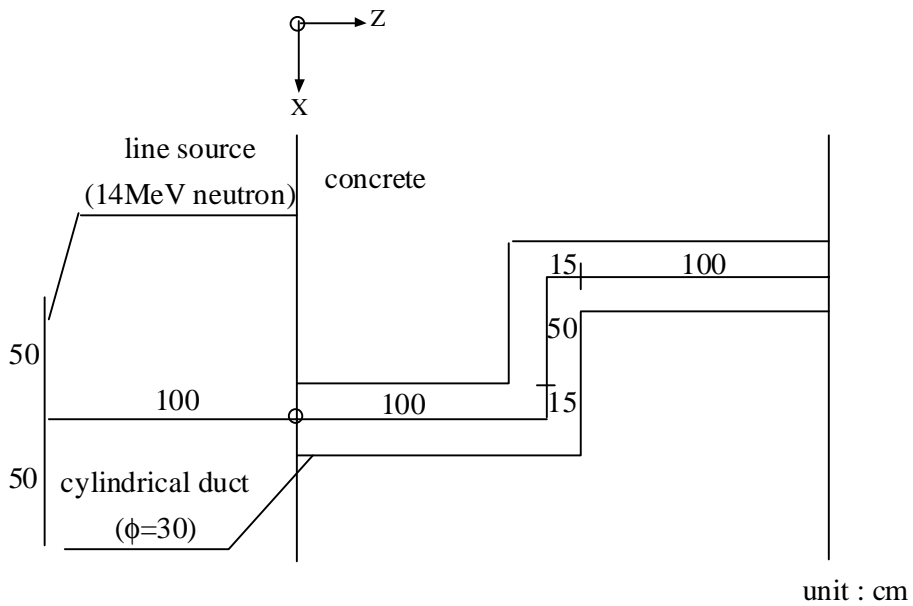 Z
X
line source
(14MeV neutron)
concrete
15
100
50
50
100
100
15
50
cylindrical duct
(ϕ=30)
unit : cm